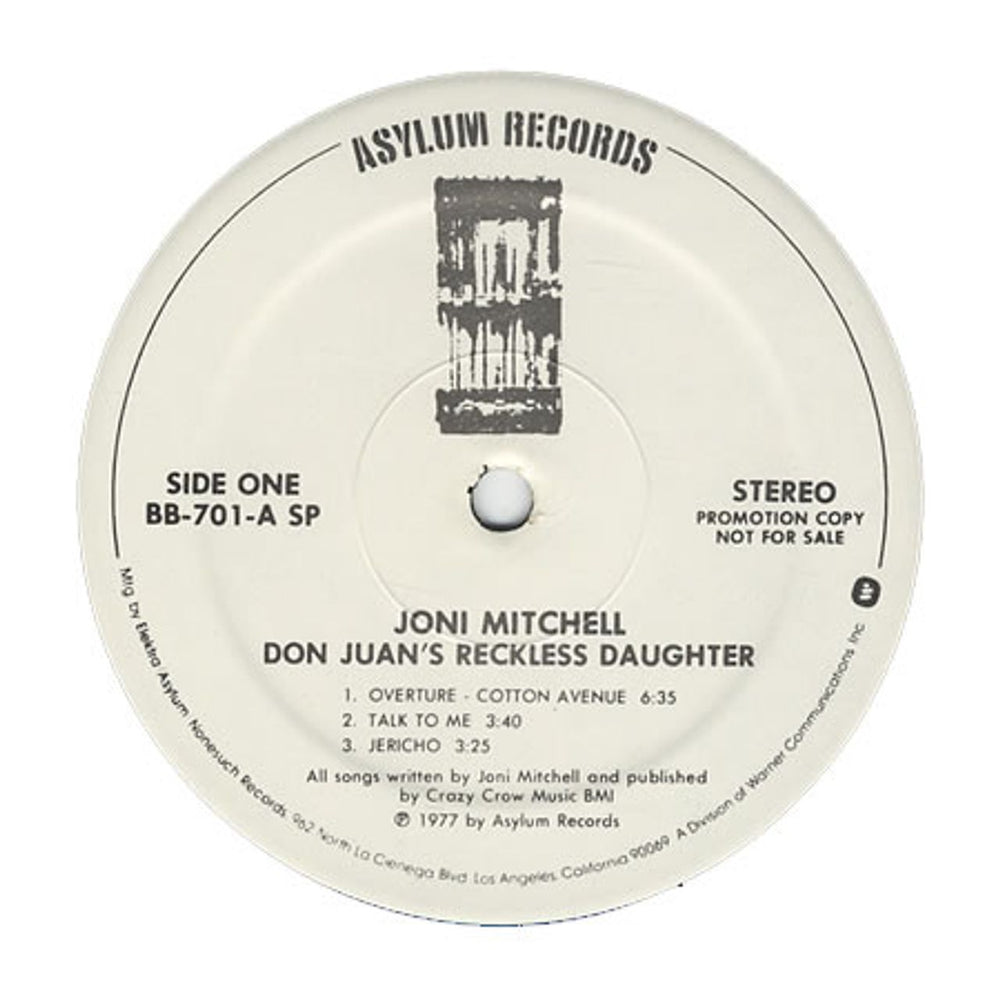 ASYLUM RECORDS
SIDE ONE
BB-701-A SP
STEREO
PROMOTION COPY
NOT FOR SALE
JONI MITCHELL
DON JUAN'S RECKLESS DAUGHTER
1. OVERTURE - COTTON AVENUE 6:35
2. TALK TO ME 3:40
3. JERICHO 3:25
All songs written by Joni Mitchell and published
by Crazy Crow Music BMI
℗ 1977 by Asylum Records
Mfg by Elektra/Asylum/Nonesuch Records, 962 North La Cienega Blvd. Los Angeles, California 90069 A Division of Warner Communications Inc